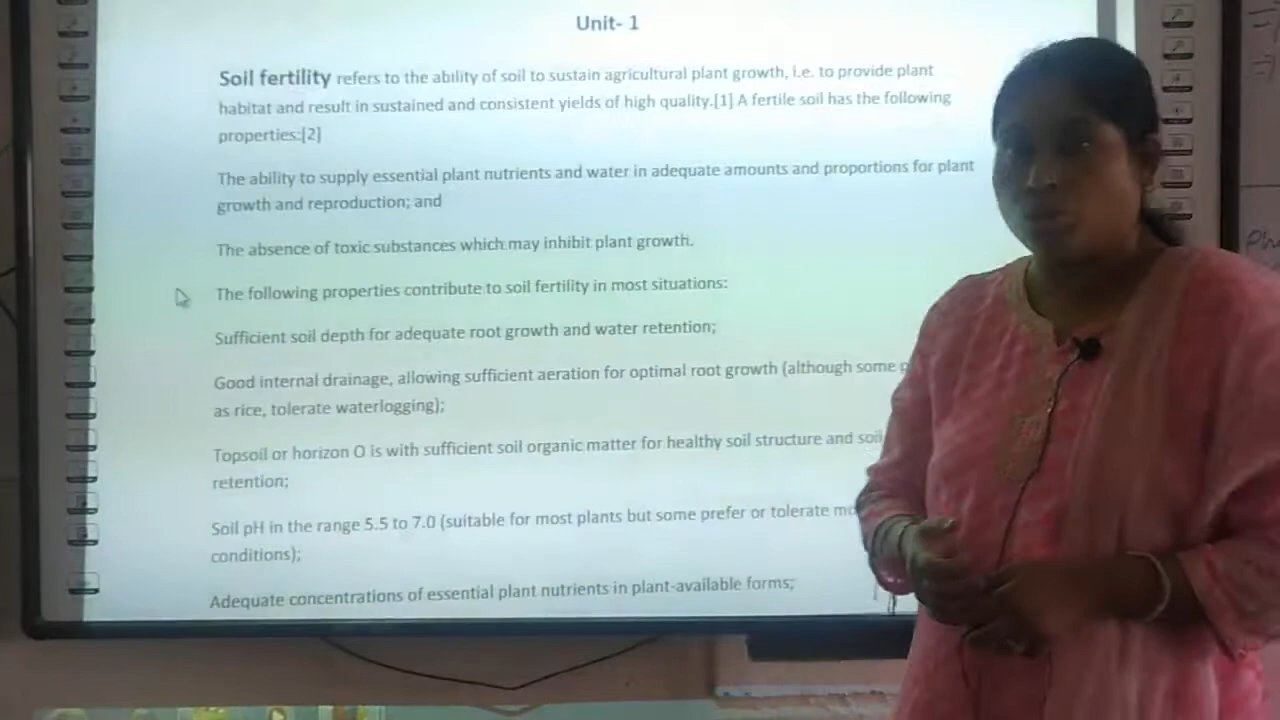 Unit- 1
Soil fertility refers to the ability of soil to sustain agricultural plant growth, i.e. to provide plant
habitat and result in sustained and consistent yields of high quality.[1] A fertile soil has the following
properties:[2]
The ability to supply essential plant nutrients and water in adequate amounts and proportions for plant
growth and reproduction; and
The absence of toxic substances which may inhibit plant growth.
The following properties contribute to soil fertility in most situations:
Sufficient soil depth for adequate root growth and water retention;
Good internal drainage, allowing sufficient aeration for optimal root growth (although some
as rice, tolerate waterlogging);
Topsoil or horizon O is with sufficient soil organic matter for healthy soil structure and soil
retention;
Soil pH in the range 5.5 to 7.0 (suitable for most plants but some prefer or tolerate
conditions);
Adequate concentrations of essential plant nutrients in plant-available forms;